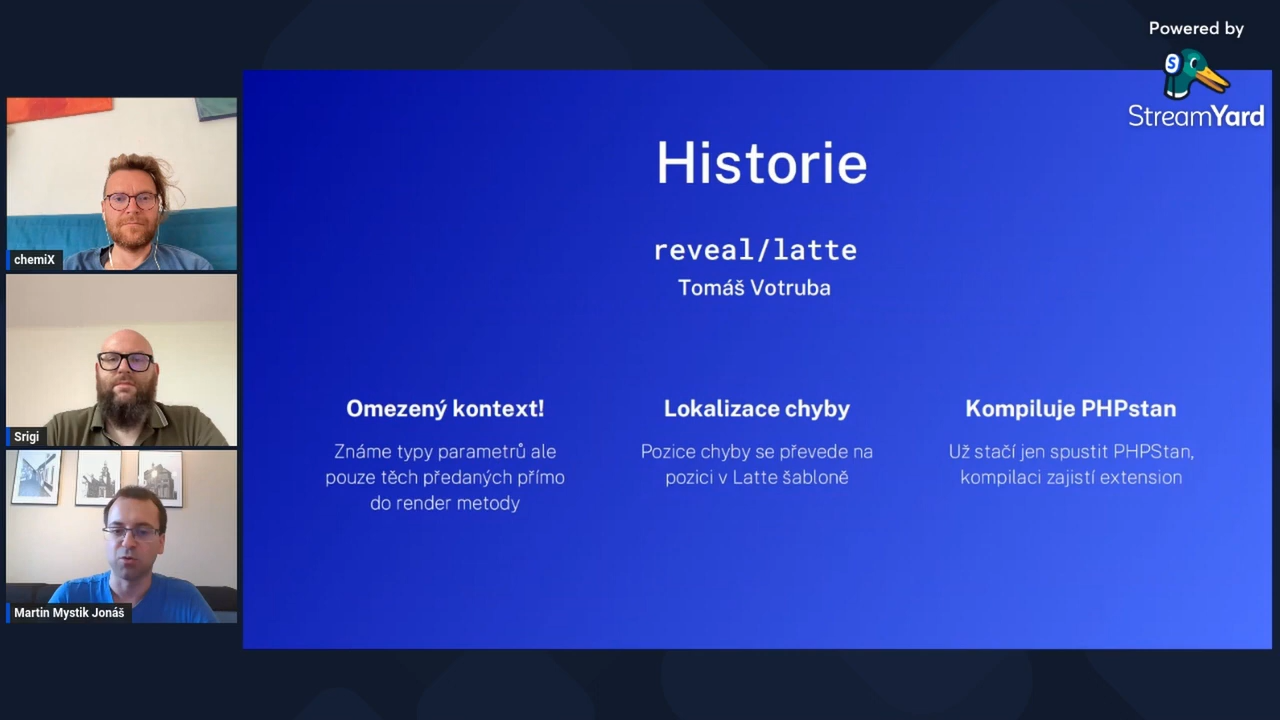 Powered by
S
StreamYard
chemiX
Srigi
Martin Mystik Jonáš
Historie
reveal/latte
Tomáš Votruba
Omezený kontext!
Známe typy parametrů ale
pouze těch předaných přímo
do render metody
Lokalizace chyby
Pozice chyby se převede na
pozici v Latte šabloně
Kompiluje PHPstan
Už stačí jen spustit PHPStan,
kompilaci zajistí extension